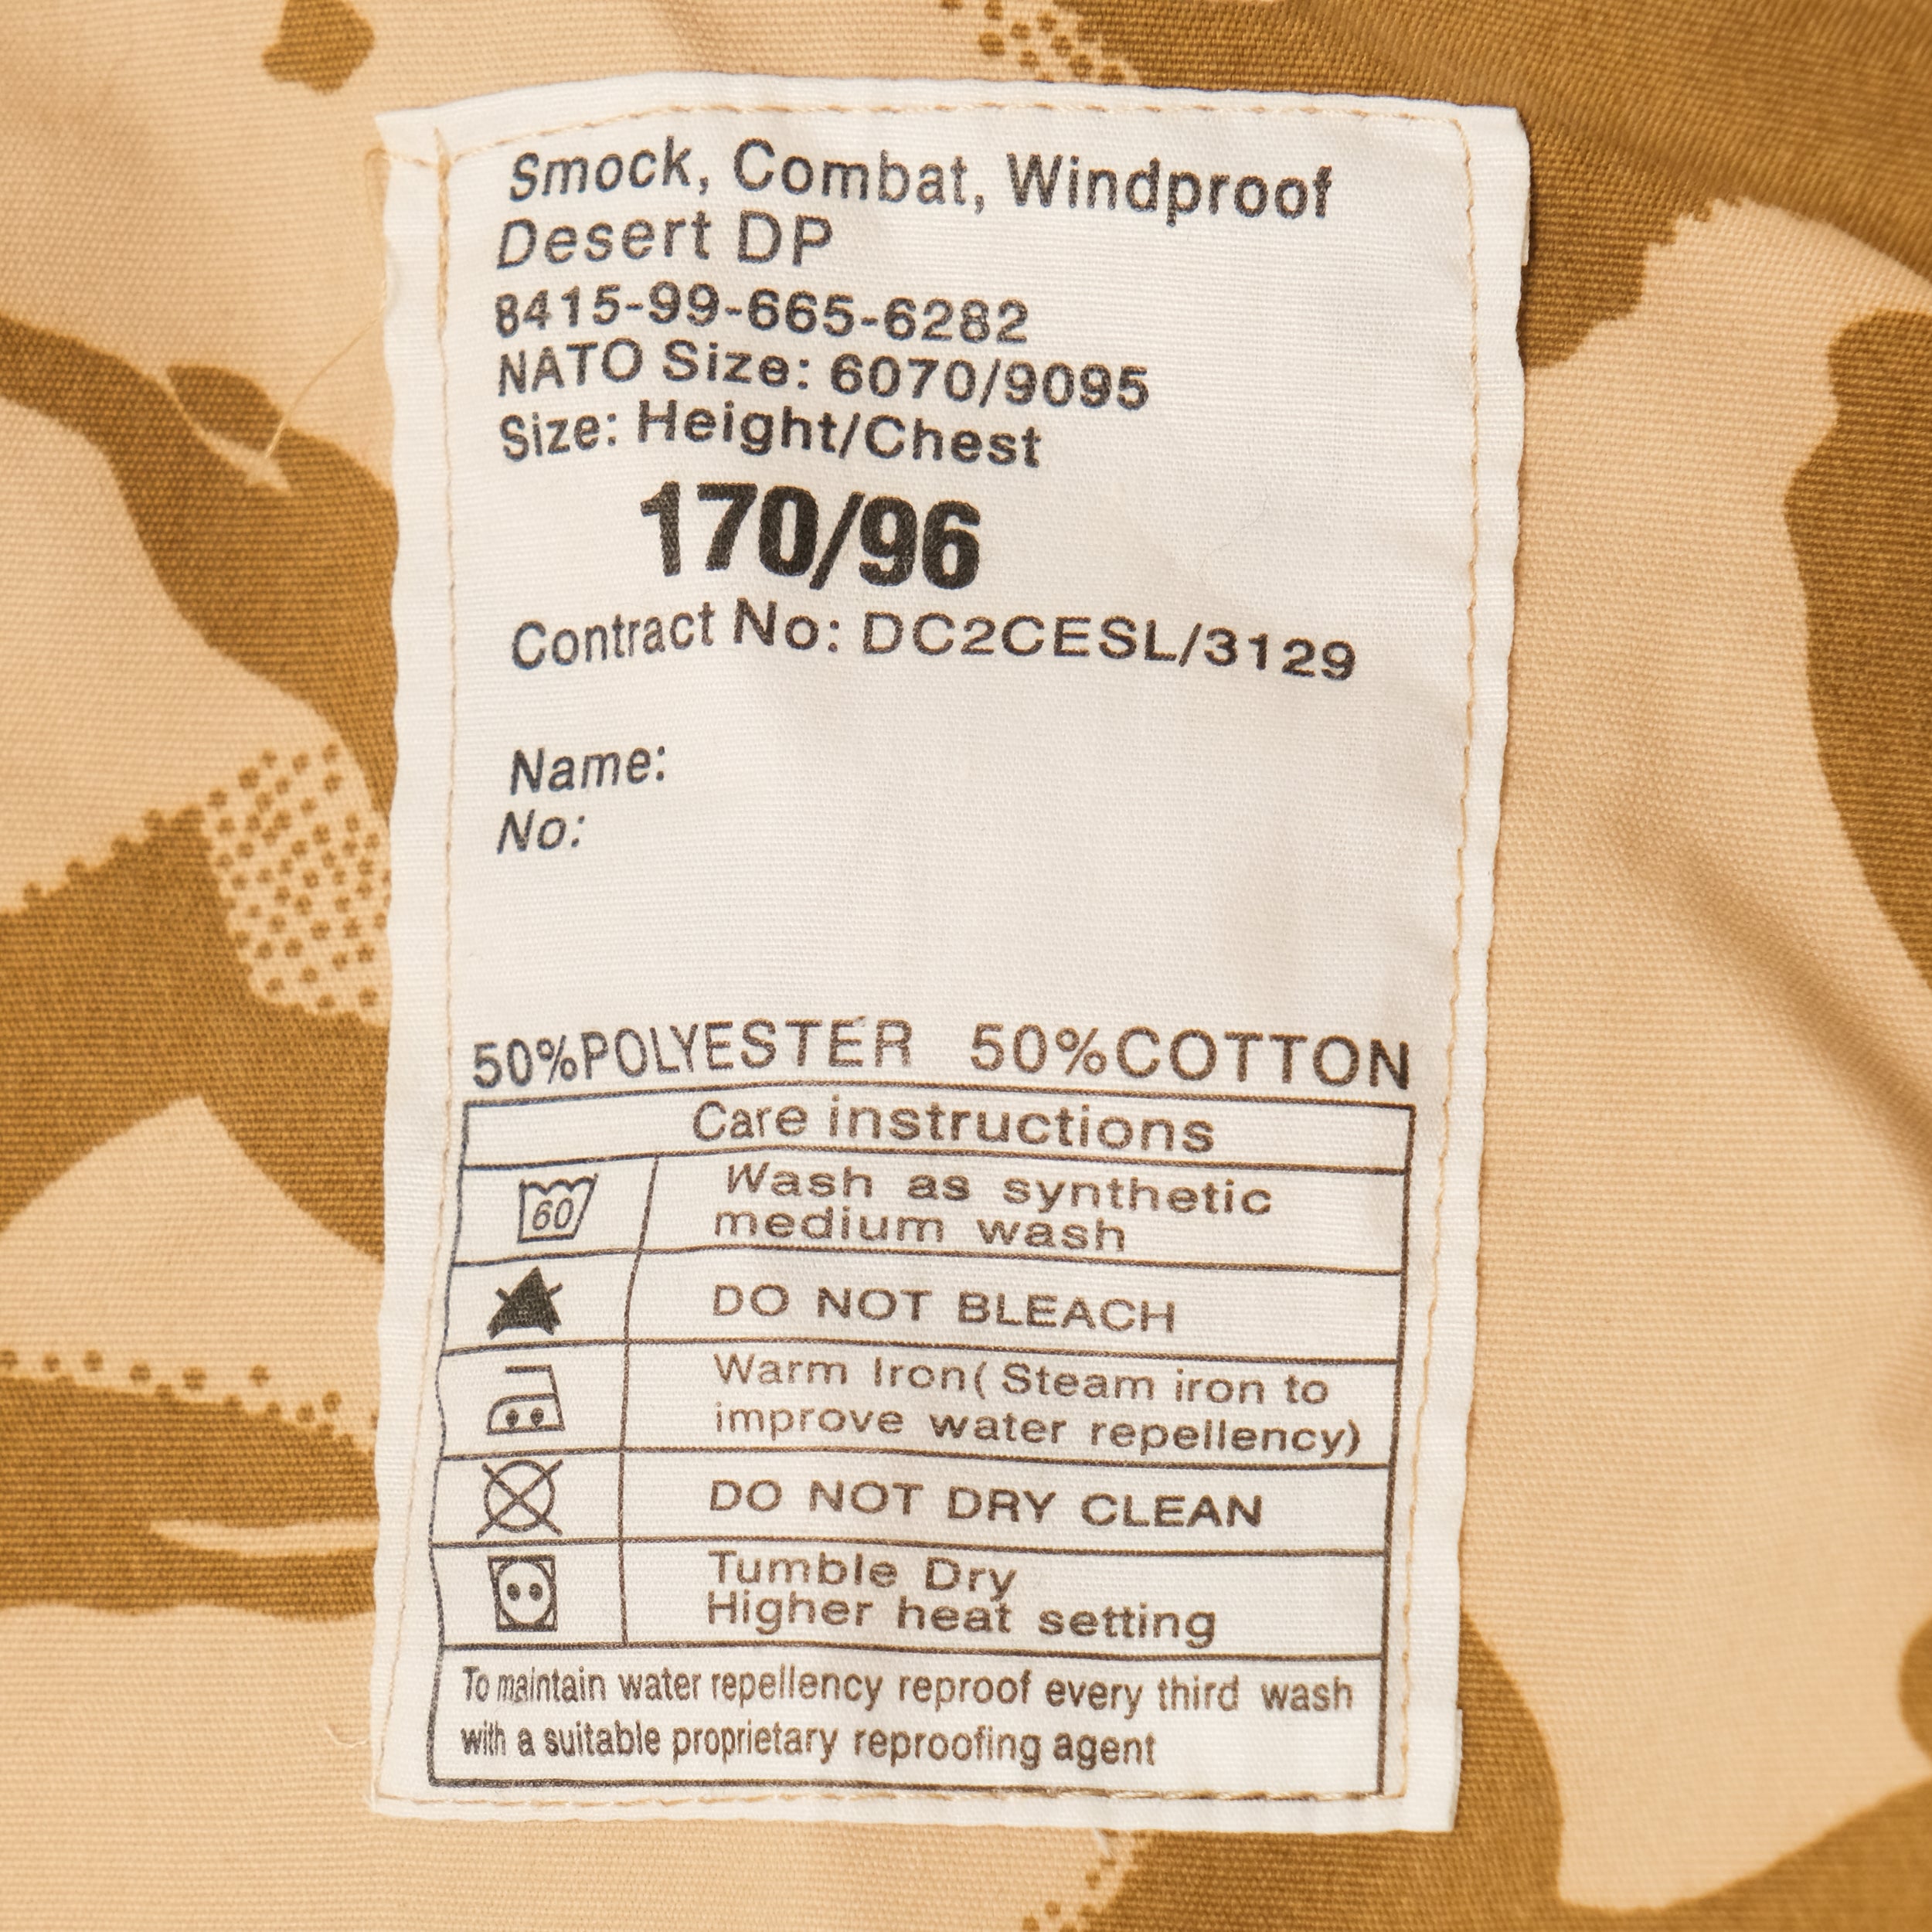 Smock, Combat, Windproof
Desert DP
8415-99-665-6282
NATO Size: 6070/9095
Size: Height/Chest
170/96
Contract No: DC2CESL/3129
Name:
No:
50%POLYESTER 50%COTTON
Care instructions
60
Wash as synthetic
medium wash
DO NOT BLEACH
Warm Iron( Steam iron to
improve water repellency)
DO NOT DRY CLEAN
Tumble Dry
Higher heat setting
To maintain water repellency reproof every third wash
with a suitable proprietary reproofing agent